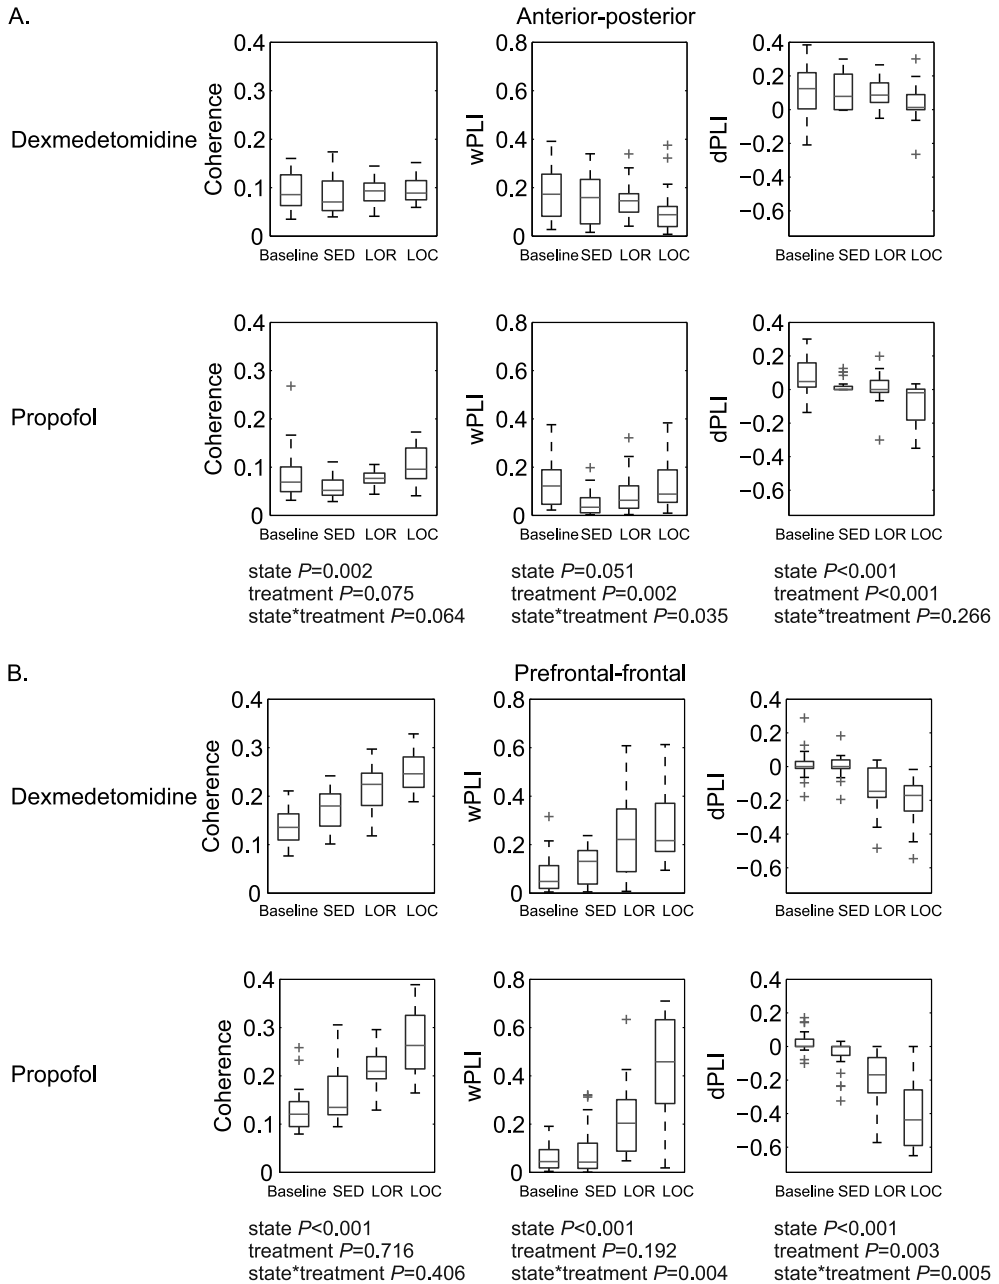 A.
Anterior-posterior
Dexmedetomidine
Coherence
0.4
0.3
0.2
0.1
0
Baseline SED LOR LOC
wPLI
0.8
0.6
0.4
0.2
0
Baseline SED LOR LOC
dPLI
0.4
0.2
0
−0.2
−0.4
−0.6
Baseline SED LOR LOC
Propofol
Coherence
0.4
0.3
0.2
0.1
0
Baseline SED LOR LOC
wPLI
0.8
0.6
0.4
0.2
0
Baseline SED LOR LOC
dPLI
0.4
0.2
0
−0.2
−0.4
−0.6
Baseline SED LOR LOC
state P=0.002
treatment P=0.075
state*treatment P=0.064
state P=0.051
treatment P=0.002
state*treatment P=0.035
state P<0.001
treatment P<0.001
state*treatment P=0.266
B.
Prefrontal-frontal
Dexmedetomidine
Coherence
0.4
0.3
0.2
0.1
0
Baseline SED LOR LOC
wPLI
0.8
0.6
0.4
0.2
0
Baseline SED LOR LOC
dPLI
0.4
0.2
0
−0.2
−0.4
−0.6
Baseline SED LOR LOC
Propofol
Coherence
0.4
0.3
0.2
0.1
0
Baseline SED LOR LOC
wPLI
0.8
0.6
0.4
0.2
0
Baseline SED LOR LOC
dPLI
0.4
0.2
0
−0.2
−0.4
−0.6
Baseline SED LOR LOC
state P<0.001
treatment P=0.716
state*treatment P=0.406
state P<0.001
treatment P=0.192
state*treatment P=0.004
state P<0.001
treatment P=0.003
state*treatment P=0.005